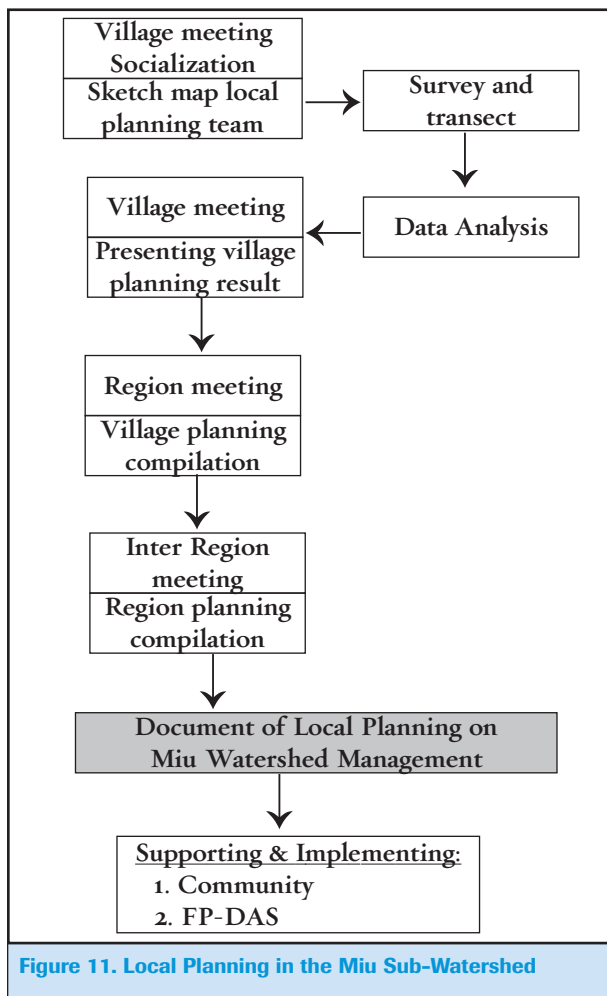 Village meeting
Socialization
Sketch map local
planning team
Survey and
transect
Data Analysis
Village meeting
Presenting village
planning result
Region meeting
Village planning
compilation
Inter Region
meeting
Region planning
compilation
Document of Local Planning on
Miu Watershed Management
Supporting & Implementing:
1. Community
2. FP-DAS
Figure 11. Local Planning in the Miu Sub-Watershed